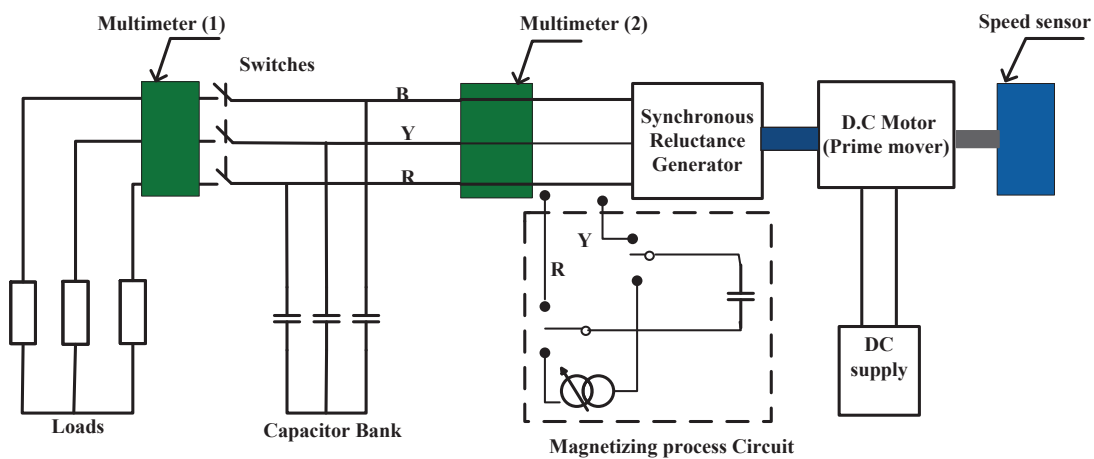 Multimeter (1)
Multimeter (2)
Speed sensor
Switches
B
Y
R
Synchronous
Reluctance
Generator
D.C Motor
(Prime mover)
Y
R
DC
supply
Loads
Capacitor Bank
Magnetizing process Circuit